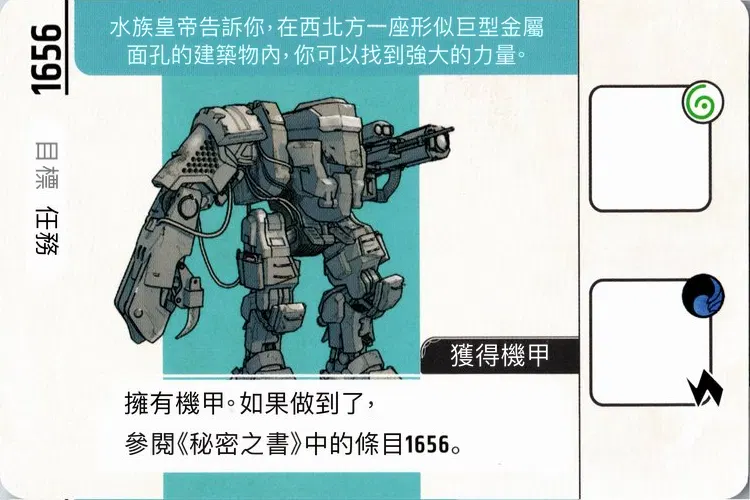 1656
目標 任務
水族皇帝告訴你,在西北方一座形似巨型金屬
面孔的建築物內,你可以找到強大的力量。
獲得機甲
擁有機甲。如果做到了,
參閱《秘密之書》中的條目1656。